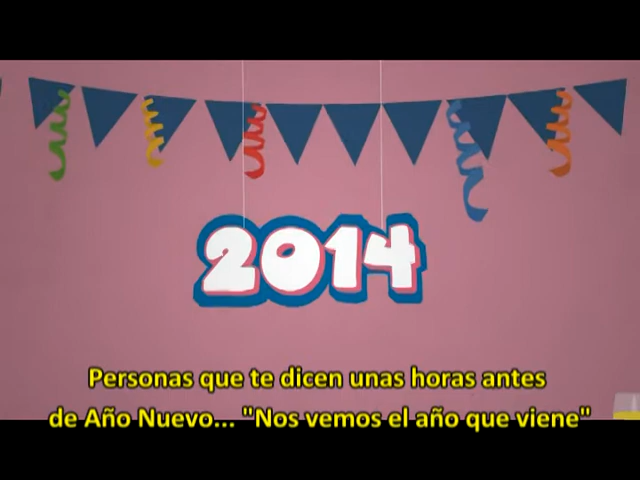 2014
Personas que te dicen unas horas antes
de Año Nuevo... "Nos vemos el año que viene"